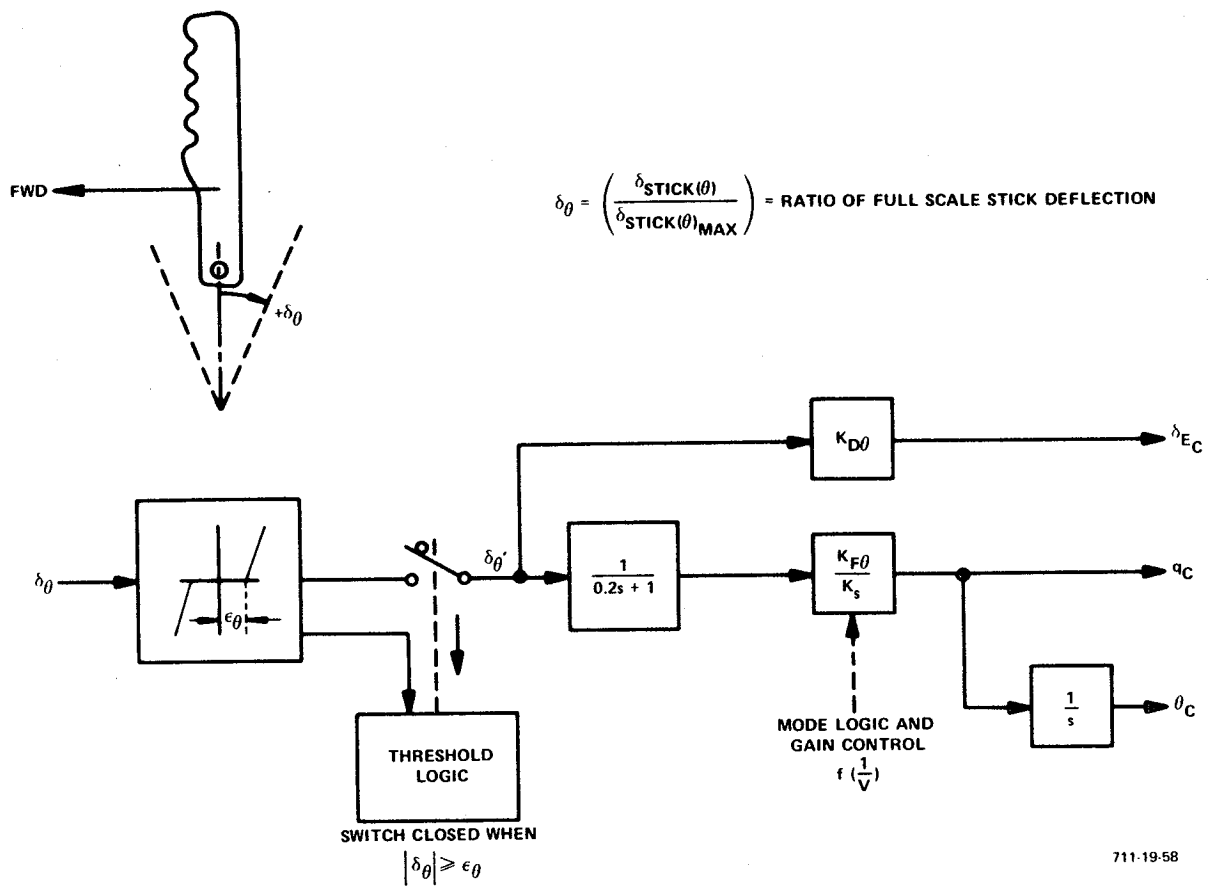 FWD
+δθ
δθ = (δSTICK(θ) / δSTICK(θ)MAX) = RATIO OF FULL SCALE STICK DEFLECTION
KDθ
δEC
δθ
ϵθ
δθ′
1 / 0.2s + 1
KFθ / Ks
qC
1 / s
θC
THRESHOLD
LOGIC
SWITCH CLOSED WHEN
|δθ| ⩾ ϵθ
MODE LOGIC AND
GAIN CONTROL
f (1/V)
711-19-58